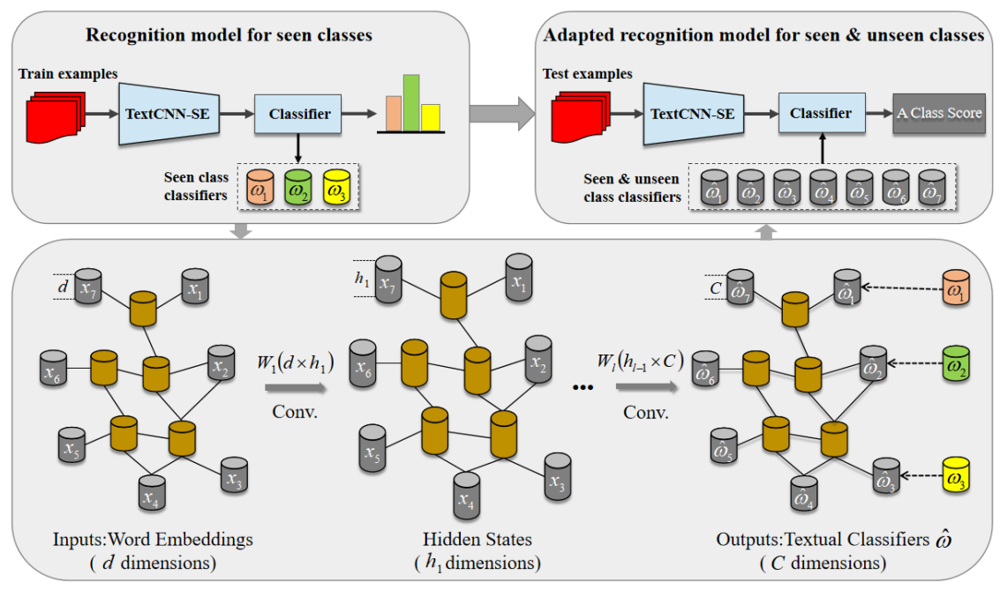 Recognition model for seen classes
Train examples
TextCNN-SE
Classifier
Seen class
classifiers
ω₁ ω₂ ω₃
Adapted recognition model for seen & unseen classes
Test examples
TextCNN-SE
Classifier
A Class Score
Seen & unseen
class classifiers
ω̂₁ ω̂₂ ω̂₃ ω̂₄ ω̂₅ ω̂₆ ω̂₇
d
x₇
x₁
x₆
x₂
x₅
x₃
x₄
Inputs:Word Embeddings
( d dimensions)
W₁(d×h₁)
Conv.
h₁
x₇
x₁
x₆
x₂
x₅
x₃
x₄
Hidden States
( h₁ dimensions)
...
Wₗ(hₗ₋₁×C)
Conv.
C
ω̂₇
ω̂₁
ω₁
ω̂₆
ω̂₂
ω₂
ω̂₅
ω̂₃
ω₃
ω̂₄
Outputs:Textual Classifiers ω̂
( C dimensions)